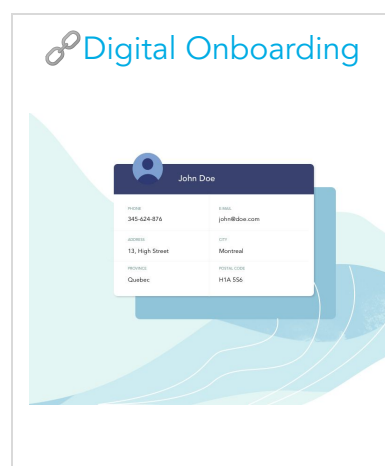 Digital Onboarding
John Doe
PHONE
E-MAIL
345-624-876
john@doe.com
ADDRESS
CITY
13, High Street
Montreal
PROVINCE
POSTAL CODE
Quebec
H1A 5S6